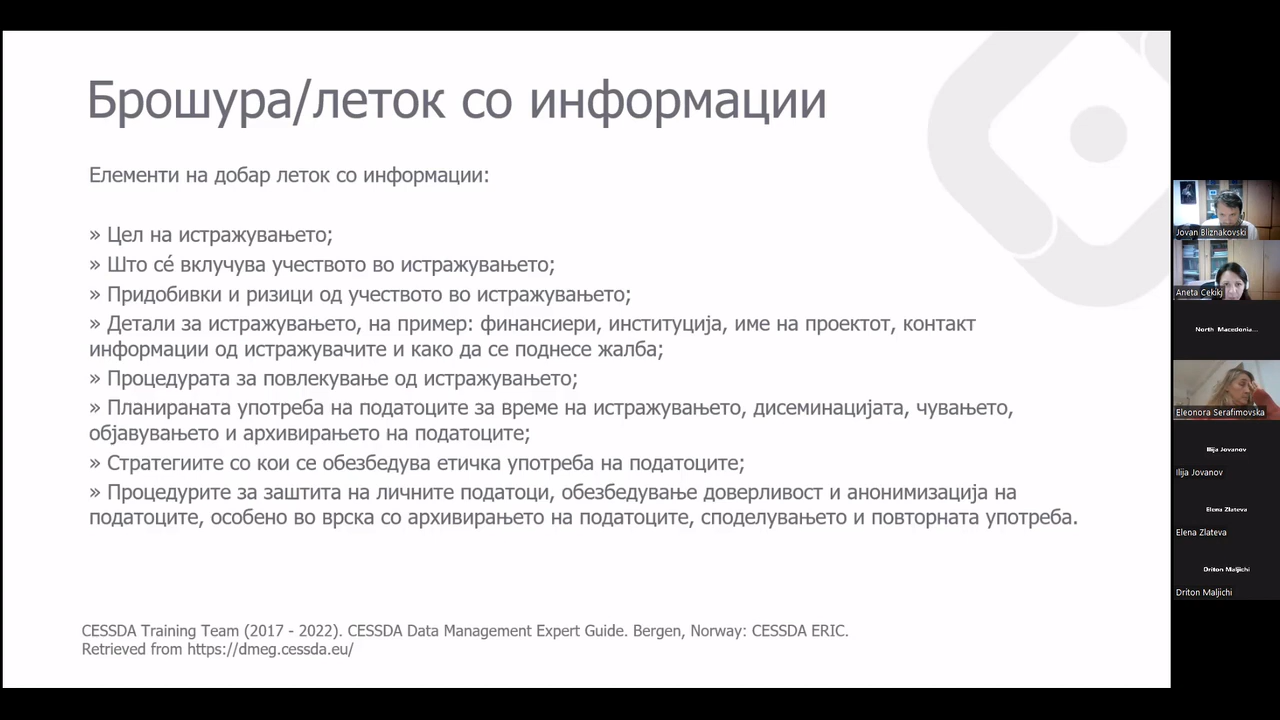 Брошура/леток со информации
Елементи на добар леток со информации:
» Цел на истражувањето;
» Што сé вклучува учеството во истражувањето;
» Придобивки и ризици од учеството во истражувањето;
» Детали за истражувањето, на пример: финансиери, институција, име на проектот, контакт
информации од истражувачите и како да се поднесе жалба;
» Процедурата за повлекување од истражувањето;
» Планираната употреба на податоците за време на истражувањето, дисеминацијата, чувањето,
објавувањето и архивирањето на податоците;
» Стратегиите со кои се обезбедува етичка употреба на податоците;
» Процедурите за заштита на личните податоци, обезбедување доверливост и анонимизација на
податоците, особено во врска со архивирањето на податоците, споделувањето и повторната употреба.
CESSDA Training Team (2017 - 2022). CESSDA Data Management Expert Guide. Bergen, Norway: CESSDA ERIC.
Retrieved from https://dmeg.cessda.eu/
Jovan Bliznakovski
Aneta Cekikj
North Macedonia...
Eleonora Serafimovska
Ilija Jovanov
Ilija Jovanov
Elena Zlateva
Elena Zlateva
Driton Maljichi
Driton Maljichi